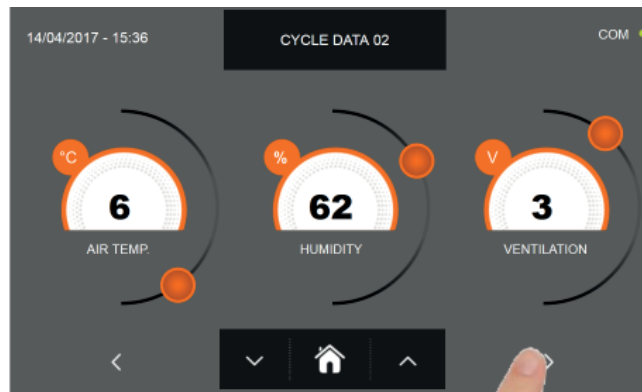 14/04/2017 - 15:36
CYCLE DATA 02
COM
°C
%
V
6
62
3
AIR TEMP.
HUMIDITY
VENTILATION